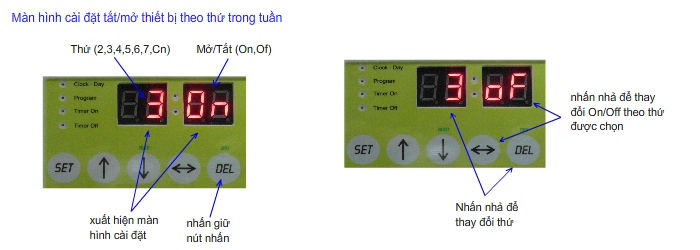 Màn hình cài đặt tất/mở thiết bị theo thứ trong tuần
Thứ (2,3,4,5,6,7,Cn)
Mở/Tắt (On,Of)
Clock Day
Program
Timer On
Timer Off
3 On
SET
DEL
xuất hiện màn
hình cài đặt
nhấn giữ
nút nhấn
Clock Day
Program
Timer On
Timer Off
3 oF
SET
DEL
nhấn nhả để thay
đổi On/Off theo thứ
được chọn
Nhấn nhả để
thay đổi thứ